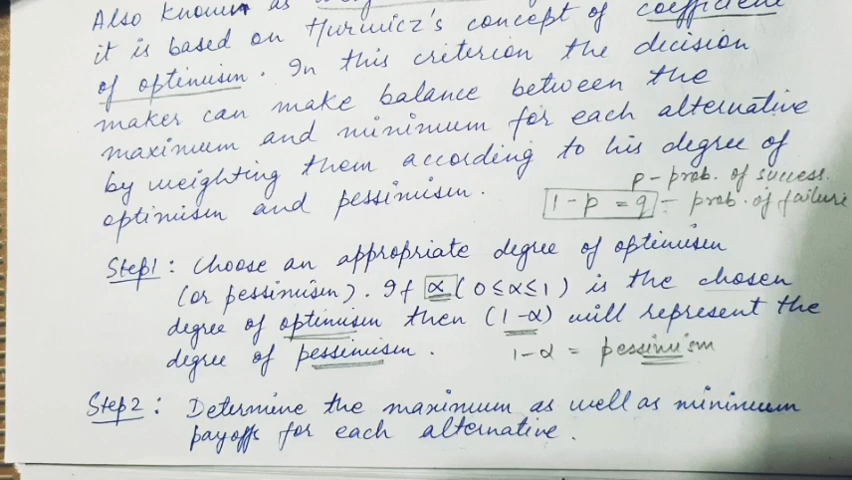 Also known as
it is based on Hurwicz's concept of coefficient
of optimism. In this criterion the decision
maker can make balance between the
maximum and minimum for each alternative
by weighting them according to his degree of
optimism and pessimism.
p - prob. of success.
1 - p = q - prob. of failure
Step1 : Choose an appropriate degree of optimism
(or pessimism). If α (0≤α≤1) is the chosen
degree of optimism then (1-α) will represent the
degree of pessimism.
1-α = pessimism
Step2 : Determine the maximum as well as minimum
payoffs for each alternative.